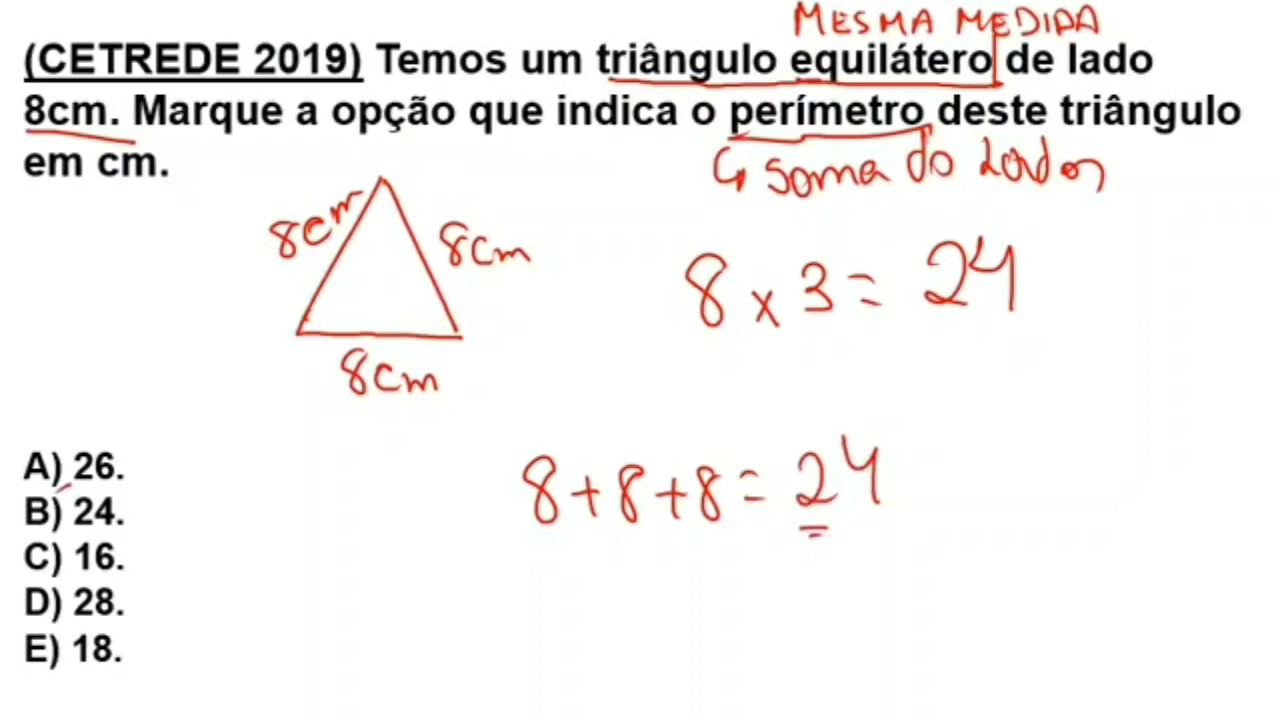 MESMA MEDIDA
(CETREDE 2019) Temos um triângulo equilátero de lado
8cm. Marque a opção que indica o perímetro deste triângulo
em cm.
↳ soma do Lados
8cm
8cm
8cm
8 x 3 = 24
8+8+8 = 24
A) 26.
B) 24.
C) 16.
D) 28.
E) 18.